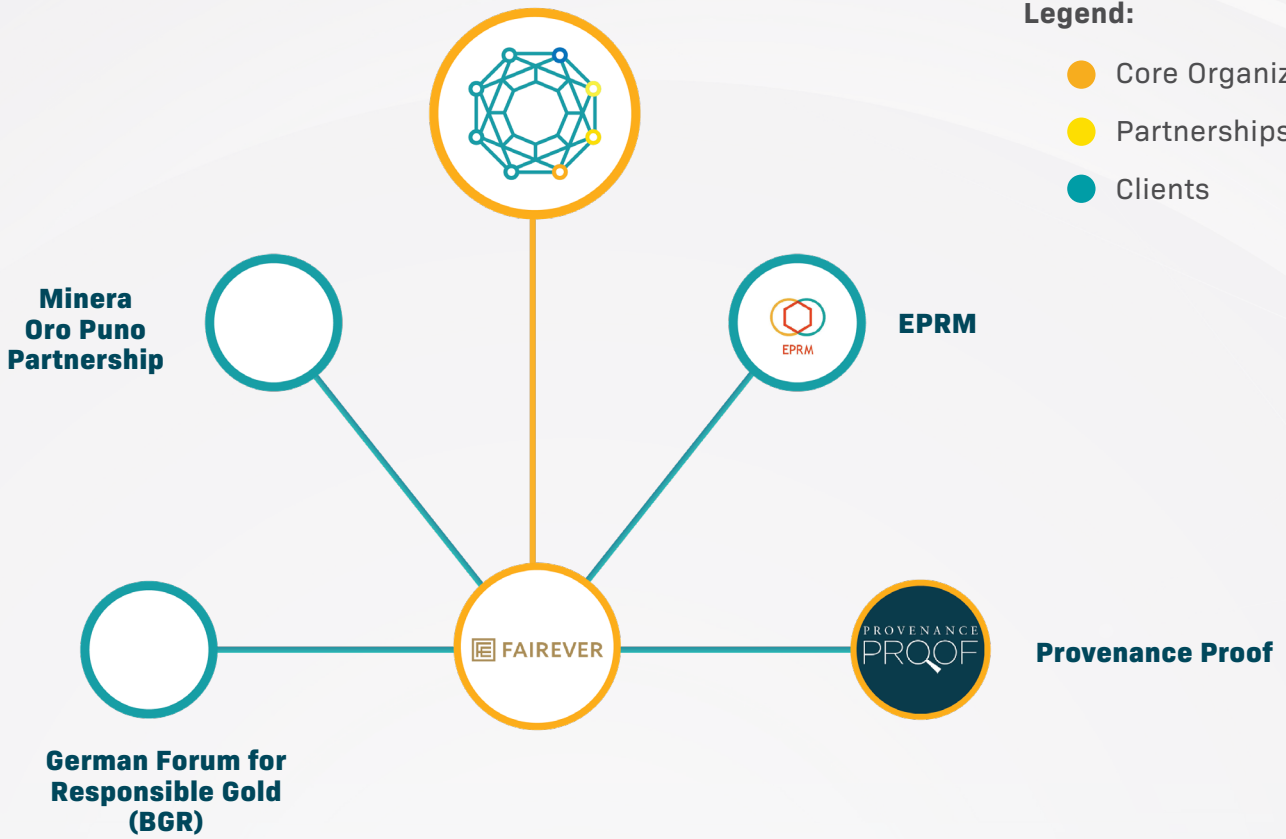 Legend:
Core
Partnerships
Clients
Minera
Oro Puno
Partnership
EPRM
EPRM
FAIREVER
PROVENANCE
PROOF
Provenance Proof
German Forum for
Responsible Gold
(BGR)